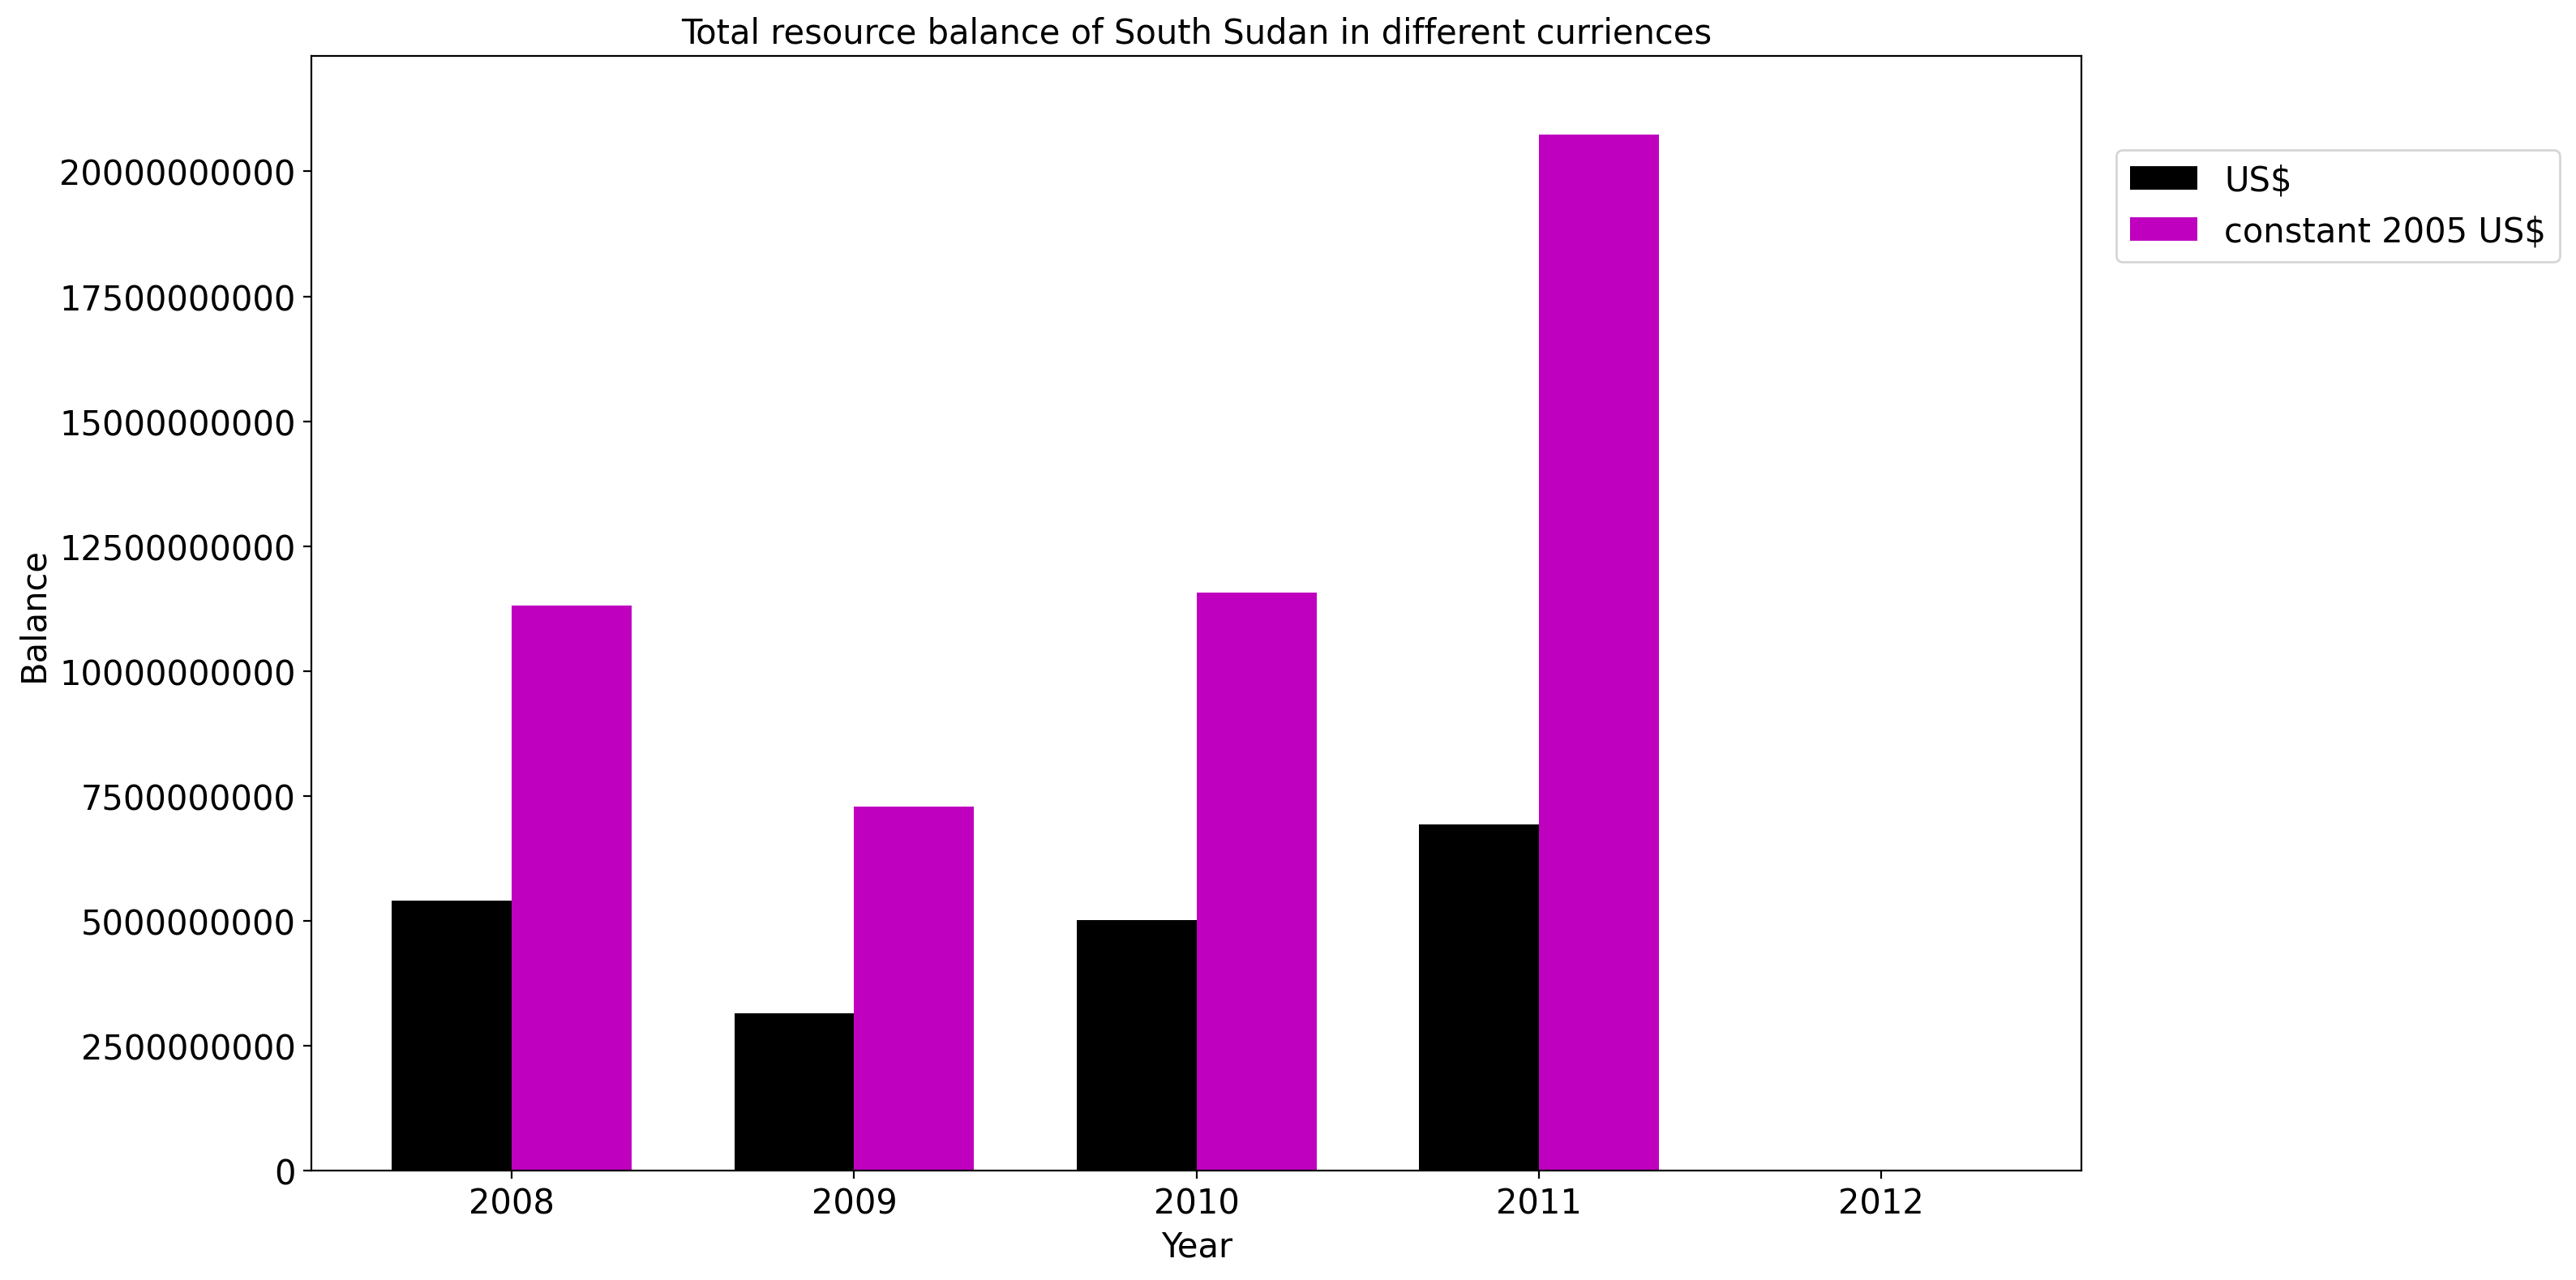 Total resource balance of South Sudan in different curriences
20000000000
17500000000
15000000000
12500000000
10000000000
7500000000
5000000000
2500000000
0
Balance
2008 2009 2010 2011 2012
Year
US$
constant 2005 US$